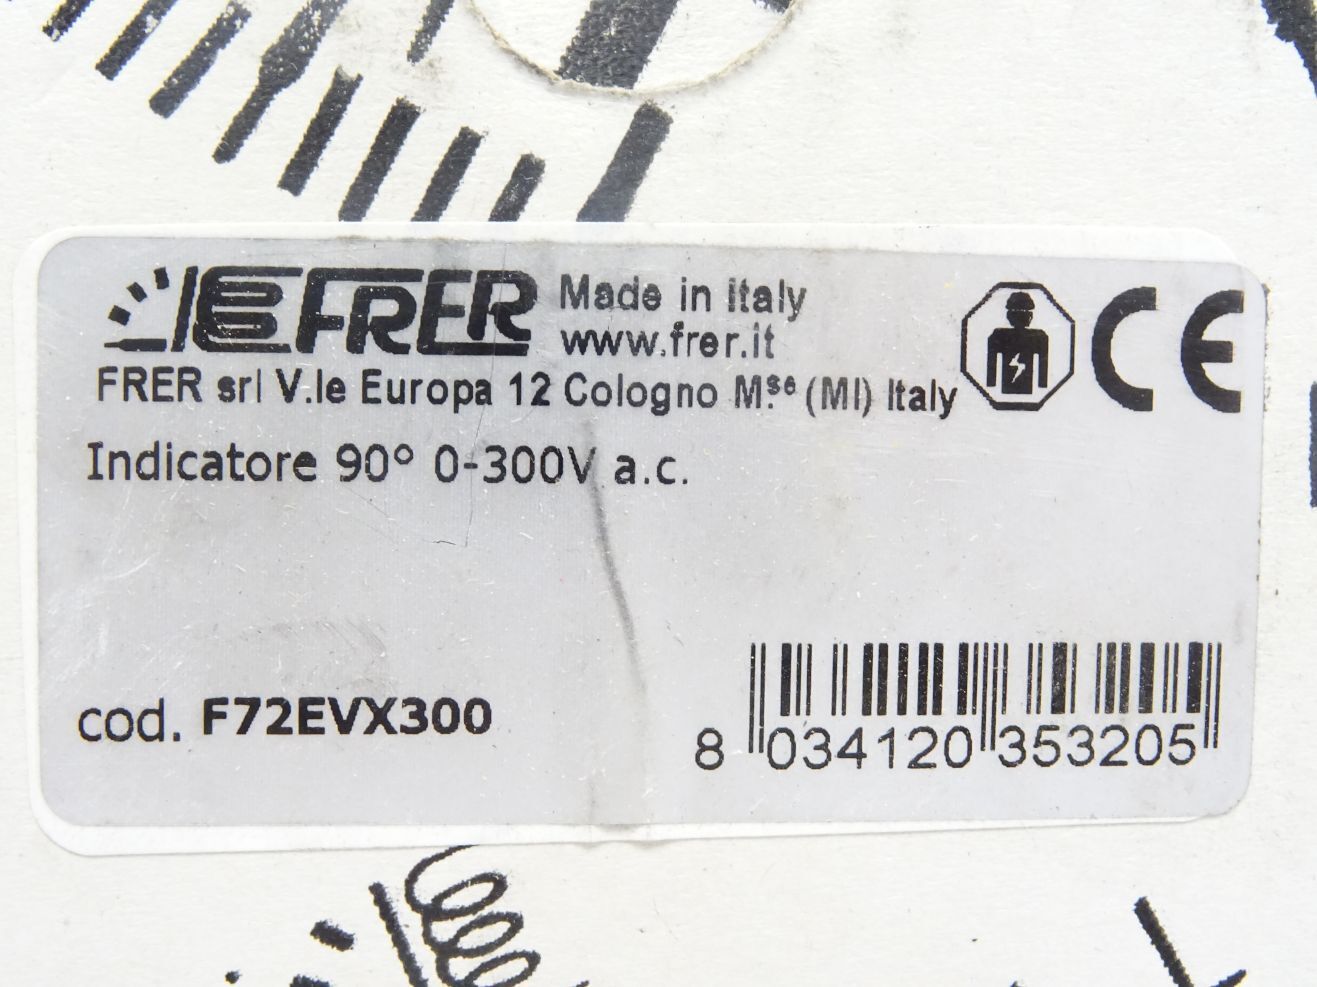 FRER Made in Italy
www.frer.it
FRER srl V.le Europa 12 Cologno M.se (MI) Italy
CE
Indicatore 90° 0-300V a.c.
cod. F72EVX300
8 034120 353205